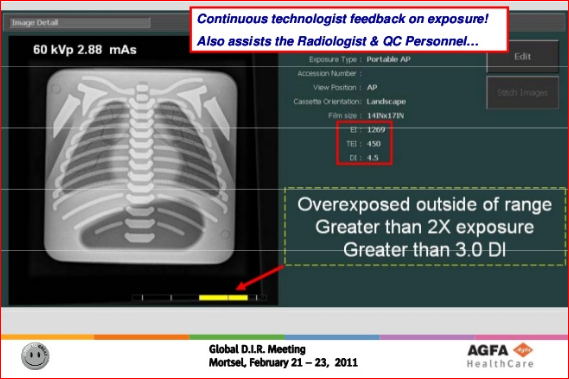 Image Detail
Continuous technologist feedback on exposure!
Also assists the Radiologist & QC Personnel…
60 kVp 2.88 mAs
Exposure Type : Portable AP
Accession Number :
View Position : AP
Cassette Orientation: Landscape
Film size : 14INx17IN
EI : 1269
TEI : 450
DI : 4.5
Edit
Stitch Images
Overexposed outside of range
Greater than 2X exposure
Greater than 3.0 DI
Global D.I.R. Meeting
Mortsel, February 21 – 23, 2011
AGFA
HealthCare